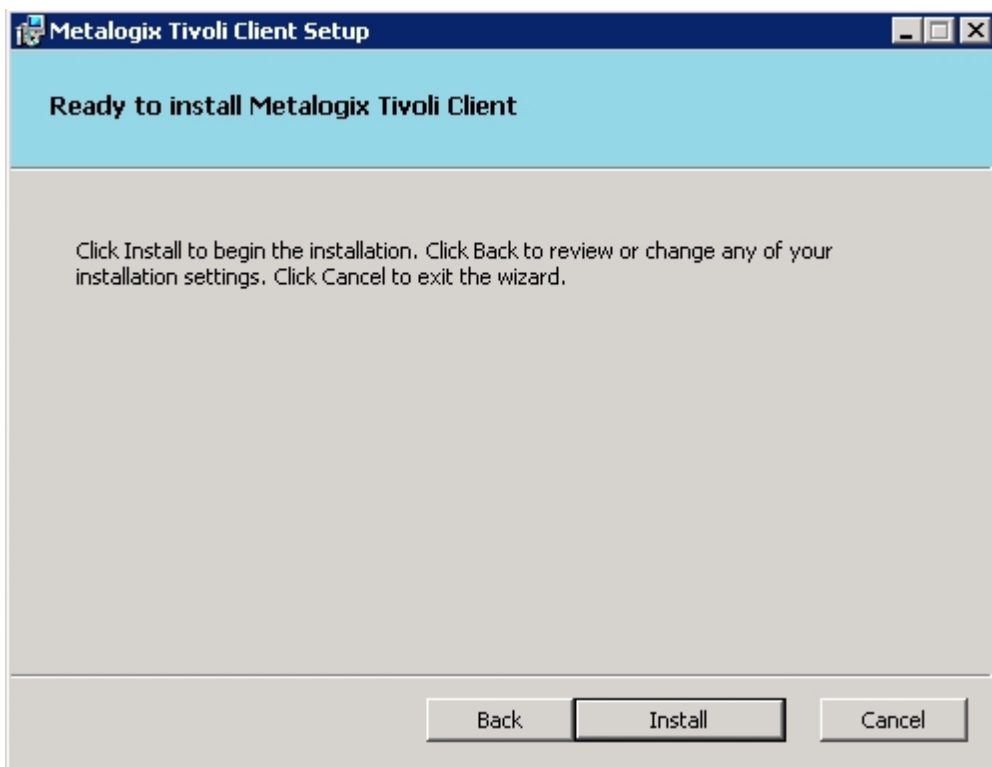 Metalogix Tivoli Client Setup
Ready to install Metalogix Tivoli Client
Click Install to begin the installation. Click Back to review or change any of your
installation settings. Click Cancel to exit the wizard.
Back Install Cancel